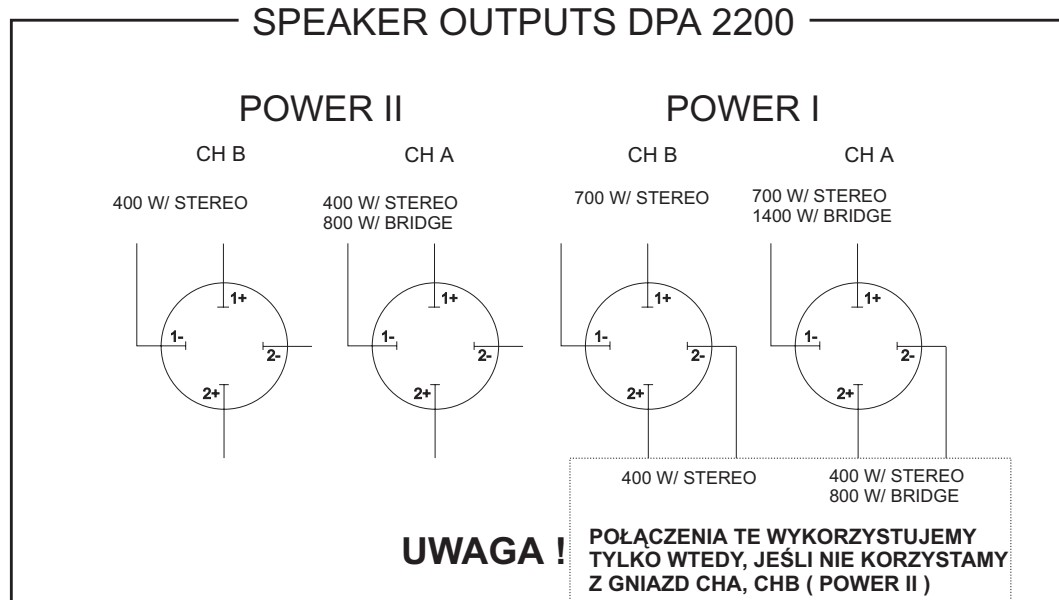 SPEAKER OUTPUTS DPA 2200
POWER II
POWER I
CH B
CH A
CH B
CH A
400 W/ STEREO
400 W/ STEREO
800 W/ BRIDGE
700 W/ STEREO
700 W/ STEREO
1400 W/ BRIDGE
1+
1-
2-
2+
1+
1-
2-
2+
1+
1-
2-
2+
1+
1-
2-
2+
400 W/ STEREO
400 W/ STEREO
800 W/ BRIDGE
UWAGA !
POŁĄCZENIA TE WYKORZYSTUJEMY
TYLKO WTEDY, JEŚLI NIE KORZYSTAMY
Z GNIAZD CHA, CHB ( POWER II )